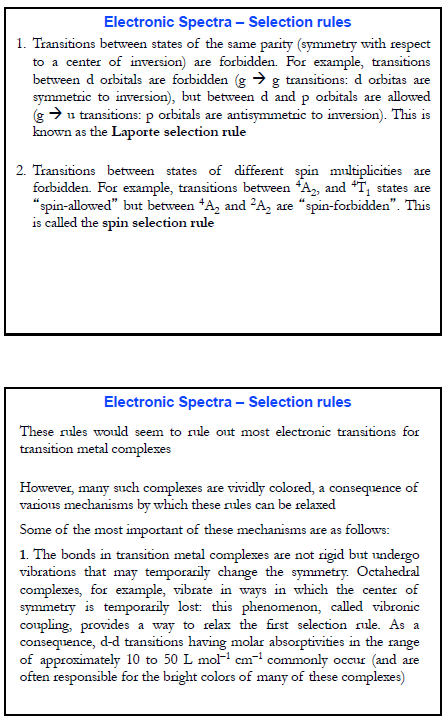 Electronic Spectra – Selection rules
1. Transitions between states of the same parity (symmetry with respect
to a center of inversion) are forbidden. For example, transitions
between d orbitals are forbidden (g → g transitions: d orbitas are
symmetric to inversion), but between d and p orbitals are allowed
(g → u transitions: p orbitals are antisymmetric to inversion). This is
known as the Laporte selection rule
2. Transitions between states of different spin multiplicities are
forbidden. For example, transitions between ⁴A₂, and ⁴T₁ states are
“spin-allowed” but between ⁴A₂ and ²A₂ are “spin-forbidden”. This
is called the spin selection rule
Electronic Spectra – Selection rules
These rules would seem to rule out most electronic transitions for
transition metal complexes
However, many such complexes are vividly colored, a consequence of
various mechanisms by which these rules can be relaxed
Some of the most important of these mechanisms are as follows:
1. The bonds in transition metal complexes are not rigid but undergo
vibrations that may temporarily change the symmetry. Octahedral
complexes, for example, vibrate in ways in which the center of
symmetry is temporarily lost: this phenomenon, called vibronic
coupling, provides a way to relax the first selection rule. As a
consequence, d-d transitions having molar absorptivities in the range
of approximately 10 to 50 L mol⁻¹ cm⁻¹ commonly occur (and are
often responsible for the bright colors of many of these complexes)